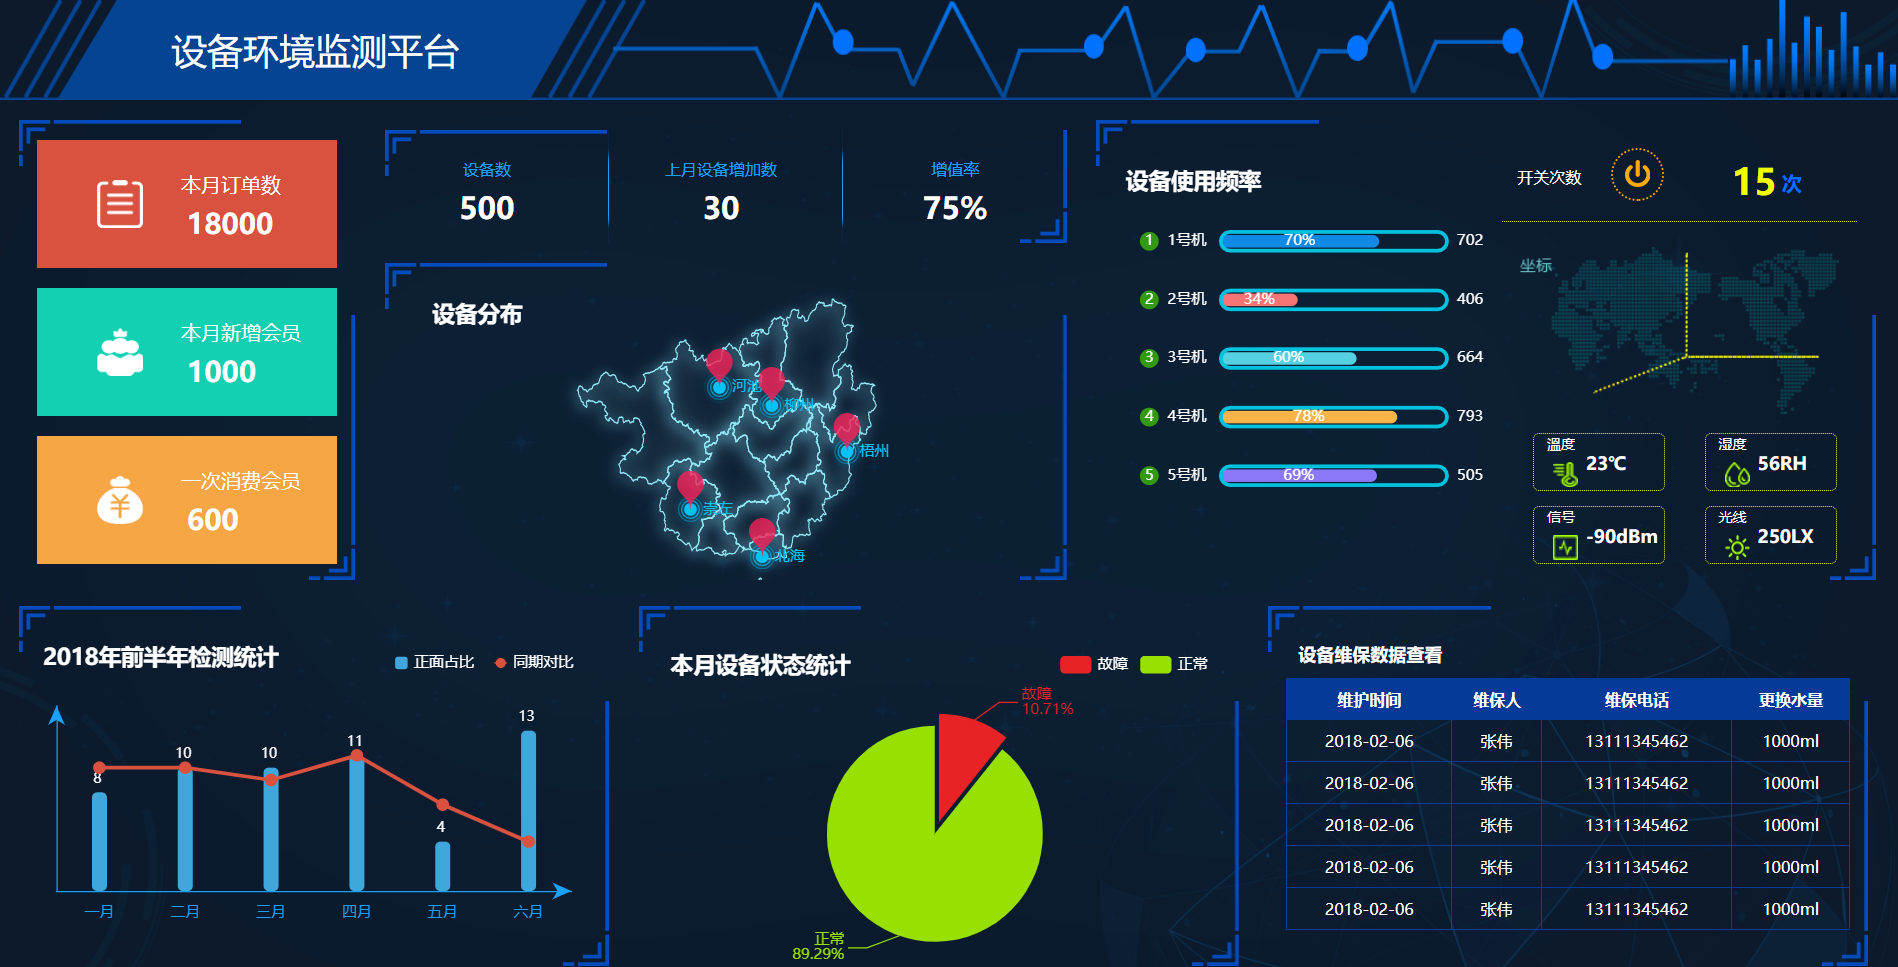 设备环境监测平台
本月订单数
18000
本月新增会员
1000
一次消费会员
600
设备数
500
上月设备增加数
30
增值率
75%
设备分布
河池
柳州
梧州
崇左
北海
设备使用频率
1 1号机 70% 702
2 2号机 34% 406
3 3号机 60% 664
4 4号机 78% 793
5 5号机 69% 505
开关次数 15 次
坐标
温度
23℃
湿度
56RH
信号
-90dBm
光线
250LX
2018年前半年检测统计
正面占比 同期对比
8 10 10 11 4 13
一月 二月 三月 四月 五月 六月
本月设备状态统计
故障 正常
故障
10.71%
正常
89.29%
设备维保数据查看
维护时间 维保人 维保电话 更换水量
2018-02-06 张伟 13111345462 1000ml
2018-02-06 张伟 13111345462 1000ml
2018-02-06 张伟 13111345462 1000ml
2018-02-06 张伟 13111345462 1000ml
2018-02-06 张伟 13111345462 1000ml